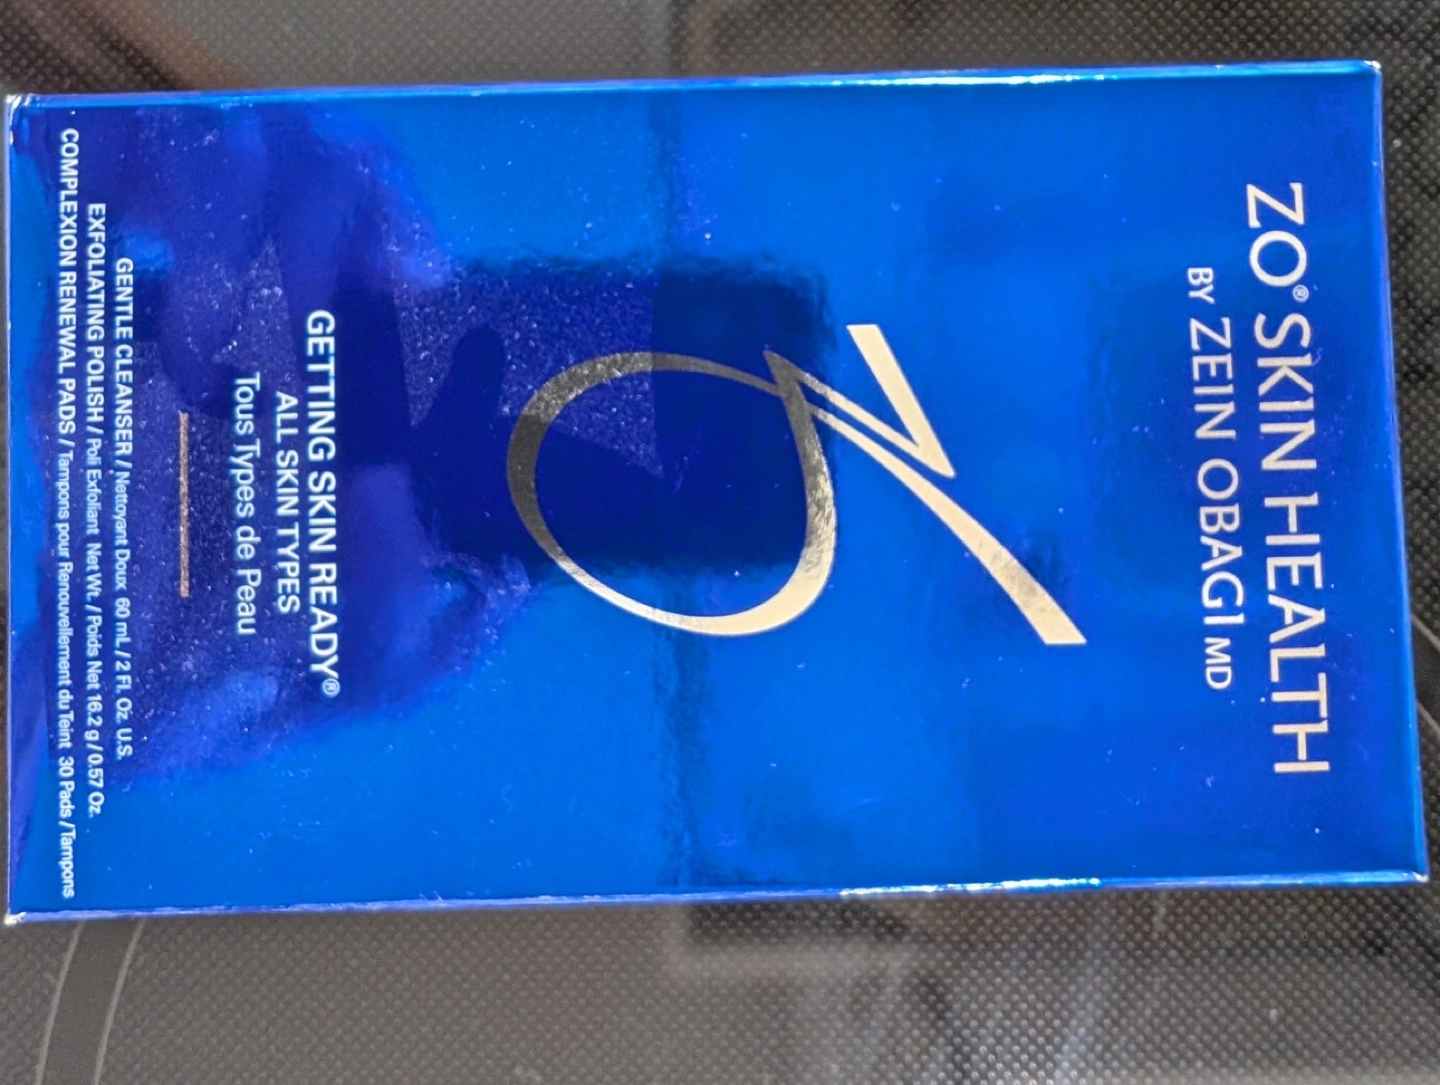 ZO® SKIN HEALTH
BY ZEIN OBAGI MD
GETTING SKIN READY®
ALL SKIN TYPES
Tous Types de Peau
GENTLE CLEANSER / Nettoyant Doux 60 mL / 2 Fl. Oz. U.S.
EXFOLIATING POLISH / Poli Exfoliant Net Wt. / Poids Net 16.2 g / 0.57 Oz.
COMPLEXION RENEWAL PADS / Tampons pour Renouvellement du Teint 30 Pads / Tampons